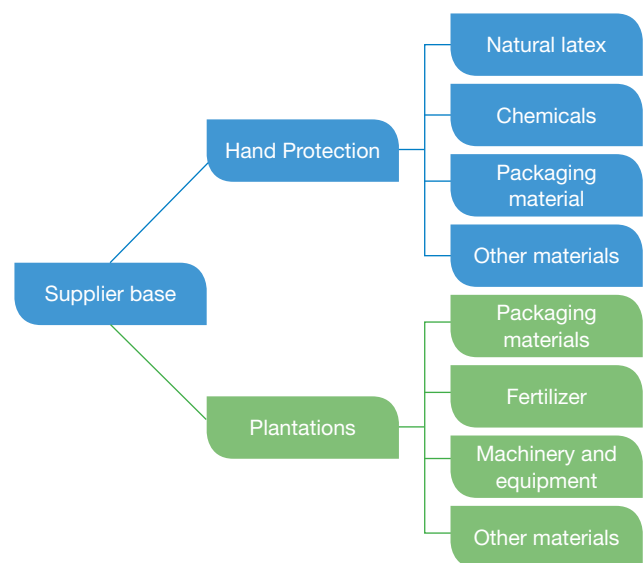 Natural latex
Chemicals
Hand Protection
Packaging
material
Other materials
Supplier base
Packaging
materials
Fertilizer
Plantations
Machinery and
equipment
Other materials